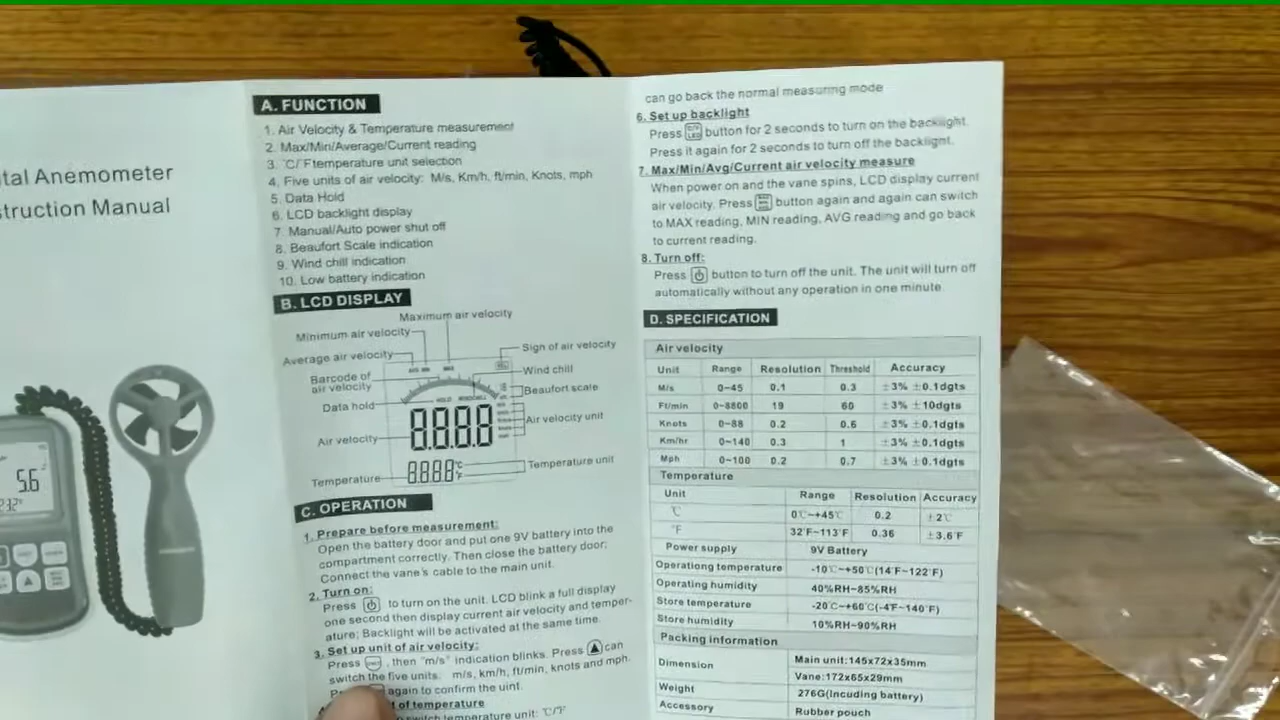 tal Anemometer
struction Manual
5.6
A. FUNCTION
1. Air Velocity & Temperature measurement
2. Max/Min/Average/Current reading
3. ℃/℉temperature unit selection
4. Five units of air velocity: M/s, Km/h, ft/min, Knots, mph
5. Data Hold
6. LCD backlight display
7. Manual/Auto power shut off
8. Beaufort Scale indication
9. Wind chill indication
10. Low battery indication
B. LCD DISPLAY
Maximum air velocity
Minimum air velocity
Average air velocity
Barcode of
air velocity
Data hold
Air velocity
Temperature
Sign of air velocity
Wind chill
Beaufort scale
Air velocity unit
Temperature unit
8.8.8.8
C. OPERATION
1. Prepare before measurement:
Open the battery door and put one 9V battery into the
compartment correctly. Then close the battery door;
Connect the vane's cable to the main unit.
2. Turn on:
Press to turn on the unit. LCD blink a full display
one second then display current air velocity and temper-
ature; Backlight will be activated at the same time.
3. Set up unit of air velocity:
Press , then "m/s" indication blinks. Press can
switch the five units: m/s, km/h, ft/min, knots and mph.
again to confirm the uint.
of temperature
switch temperature unit: ℃/℉
can go back the normal measuring mode
6. Set up backlight
Press button for 2 seconds to turn on the backlight.
Press it again for 2 seconds to turn off the backlight.
7. Max/Min/Avg/Current air velocity measure
When power on and the vane spins, LCD display current
air velocity. Press button again and again can switch
to MAX reading, MIN reading, AVG reading and go back
to current reading.
8. Turn off:
Press button to turn off the unit. The unit will turn off
automatically without any operation in one minute
D. SPECIFICATION
Air velocity
Unit Range Resolution Threshold Accuracy
M/s 0~45 0.1 0.3 ±3% ±0.1dgts
Ft/min 0~8800 19 60 ±3% ±10dgts
Knots 0~88 0.2 0.6 ±3% ±0.1dgts
Km/hr 0~140 0.3 1 ±3% ±0.1dgts
Mph 0~100 0.2 0.7 ±3% ±0.1dgts
Temperature
Unit Range Resolution Accuracy
℃ 0℃~+45℃ 0.2 ±2℃
℉ 32℉~113℉ 0.36 ±3.6℉
Power supply 9V Battery
Operationg temperature -10℃~+50℃(14℉~122℉)
Operating humidity 40%RH~85%RH
Store temperature -20℃~+60℃(-4℉~140℉)
Store humidity 10%RH~90%RH
Packing information
Dimension Main unit:145x72x35mm
Vane:172x65x29mm
Weight 276G(Incuding battery)
Accessory Rubber pouch